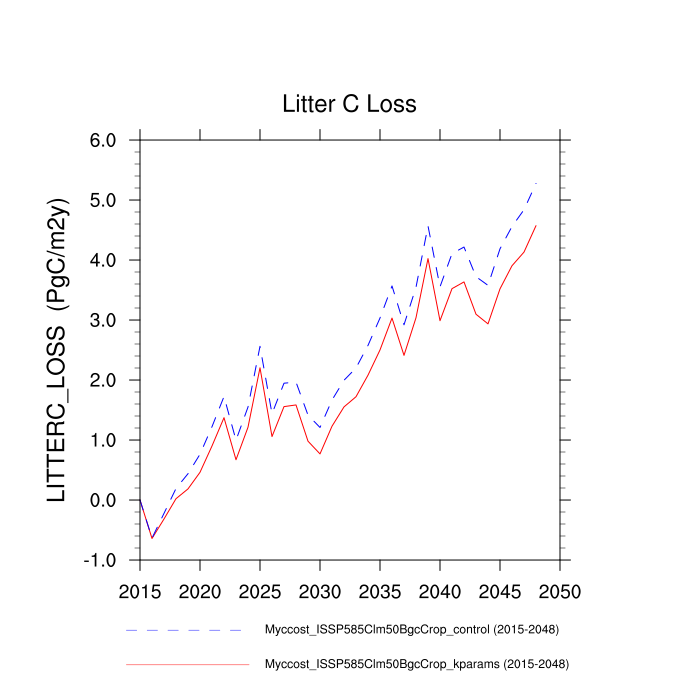 Litter C Loss
LITTERC_LOSS (PgC/m2y)
6.0
5.0
4.0
3.0
2.0
1.0
0.0
-1.0
2015 2020 2025 2030 2035 2040 2045 2050
Myccost_ISSP585Clm50BgcCrop_control (2015-2048)
Myccost_ISSP585Clm50BgcCrop_kparams (2015-2048)